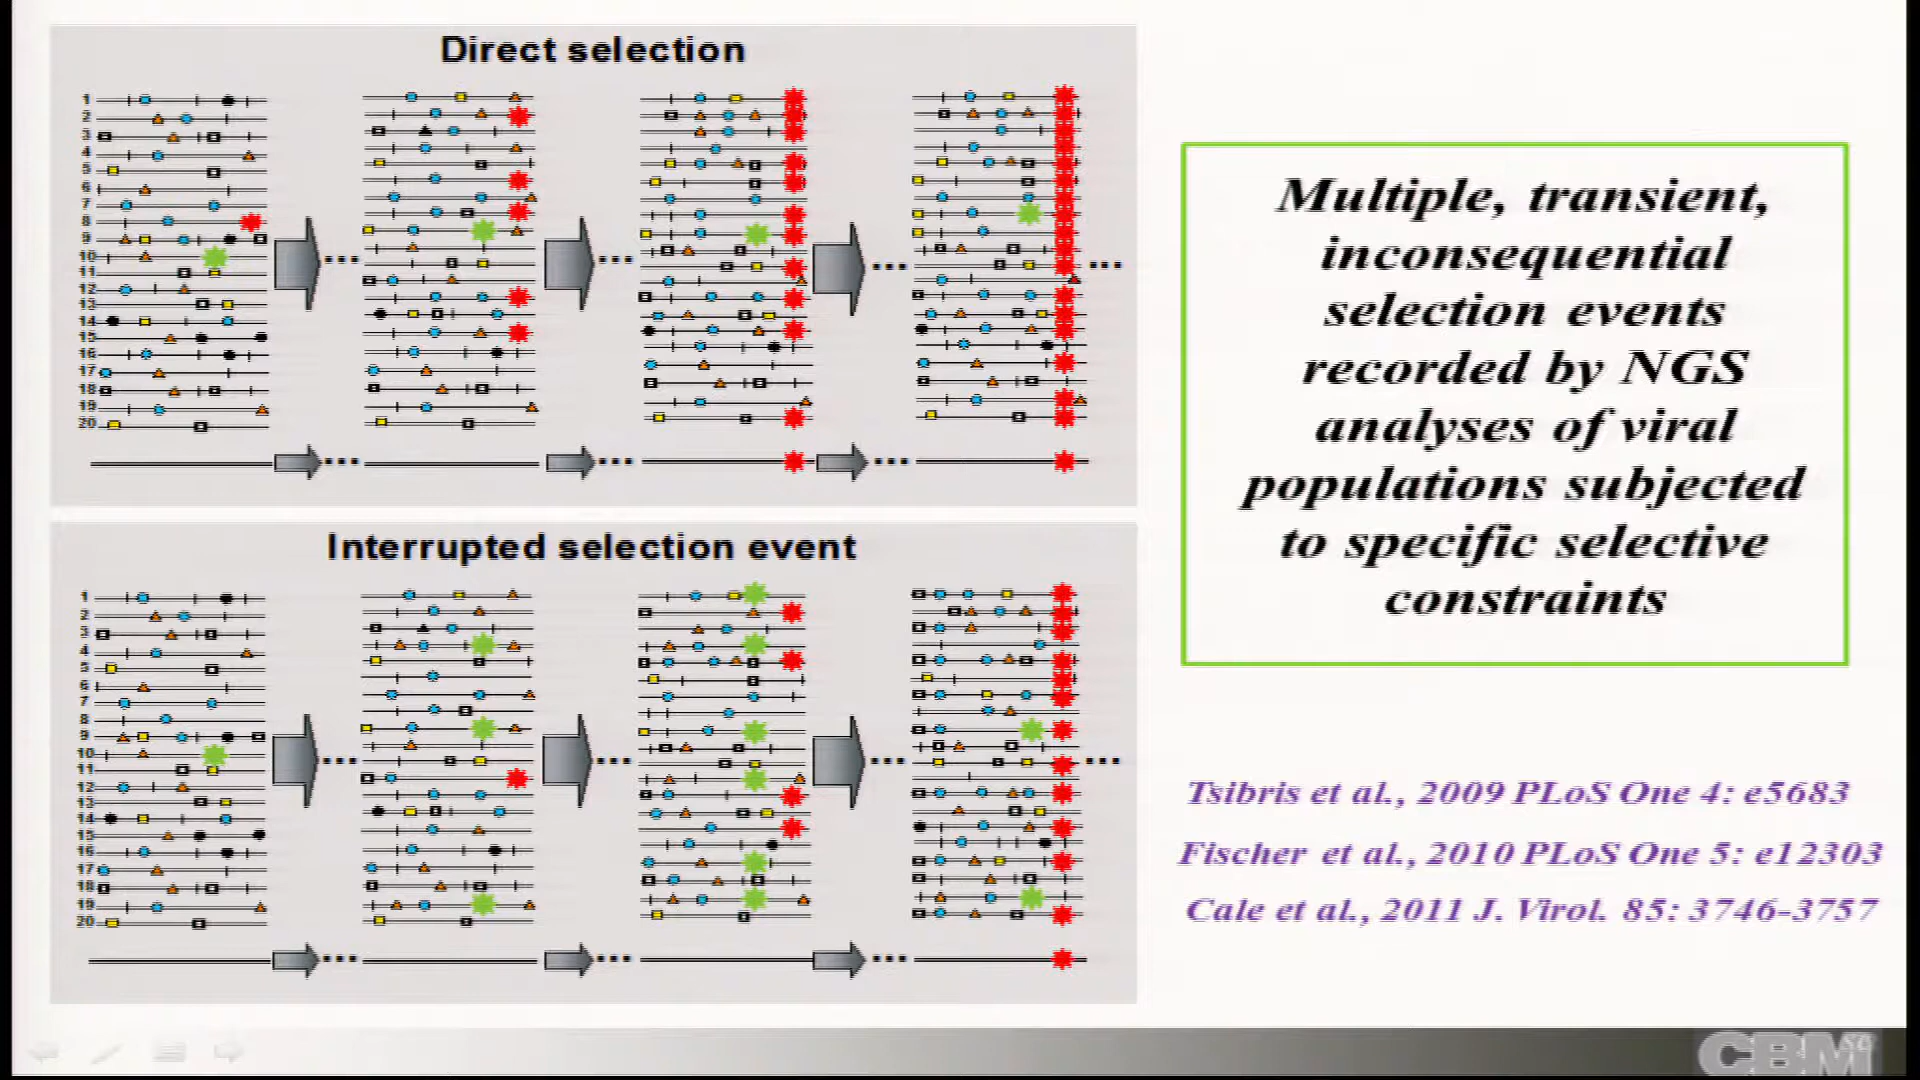 Direct selection
1
2
3
4
5
6
7
8
9
10
11
12
13
14
15
16
17
18
19
20
Interrupted selection event
1
2
3
4
5
6
7
8
9
10
11
12
13
14
15
16
17
18
19
20
Multiple, transient,
inconsequential
selection events
recorded by NGS
analyses of viral
populations subjected
to specific selective
constraints
Tsibris et al., 2009 PLoS One 4: e5683
Fischer et al., 2010 PLoS One 5: e12303
Cale et al., 2011 J. Virol. 85: 3746-3757
CBM so